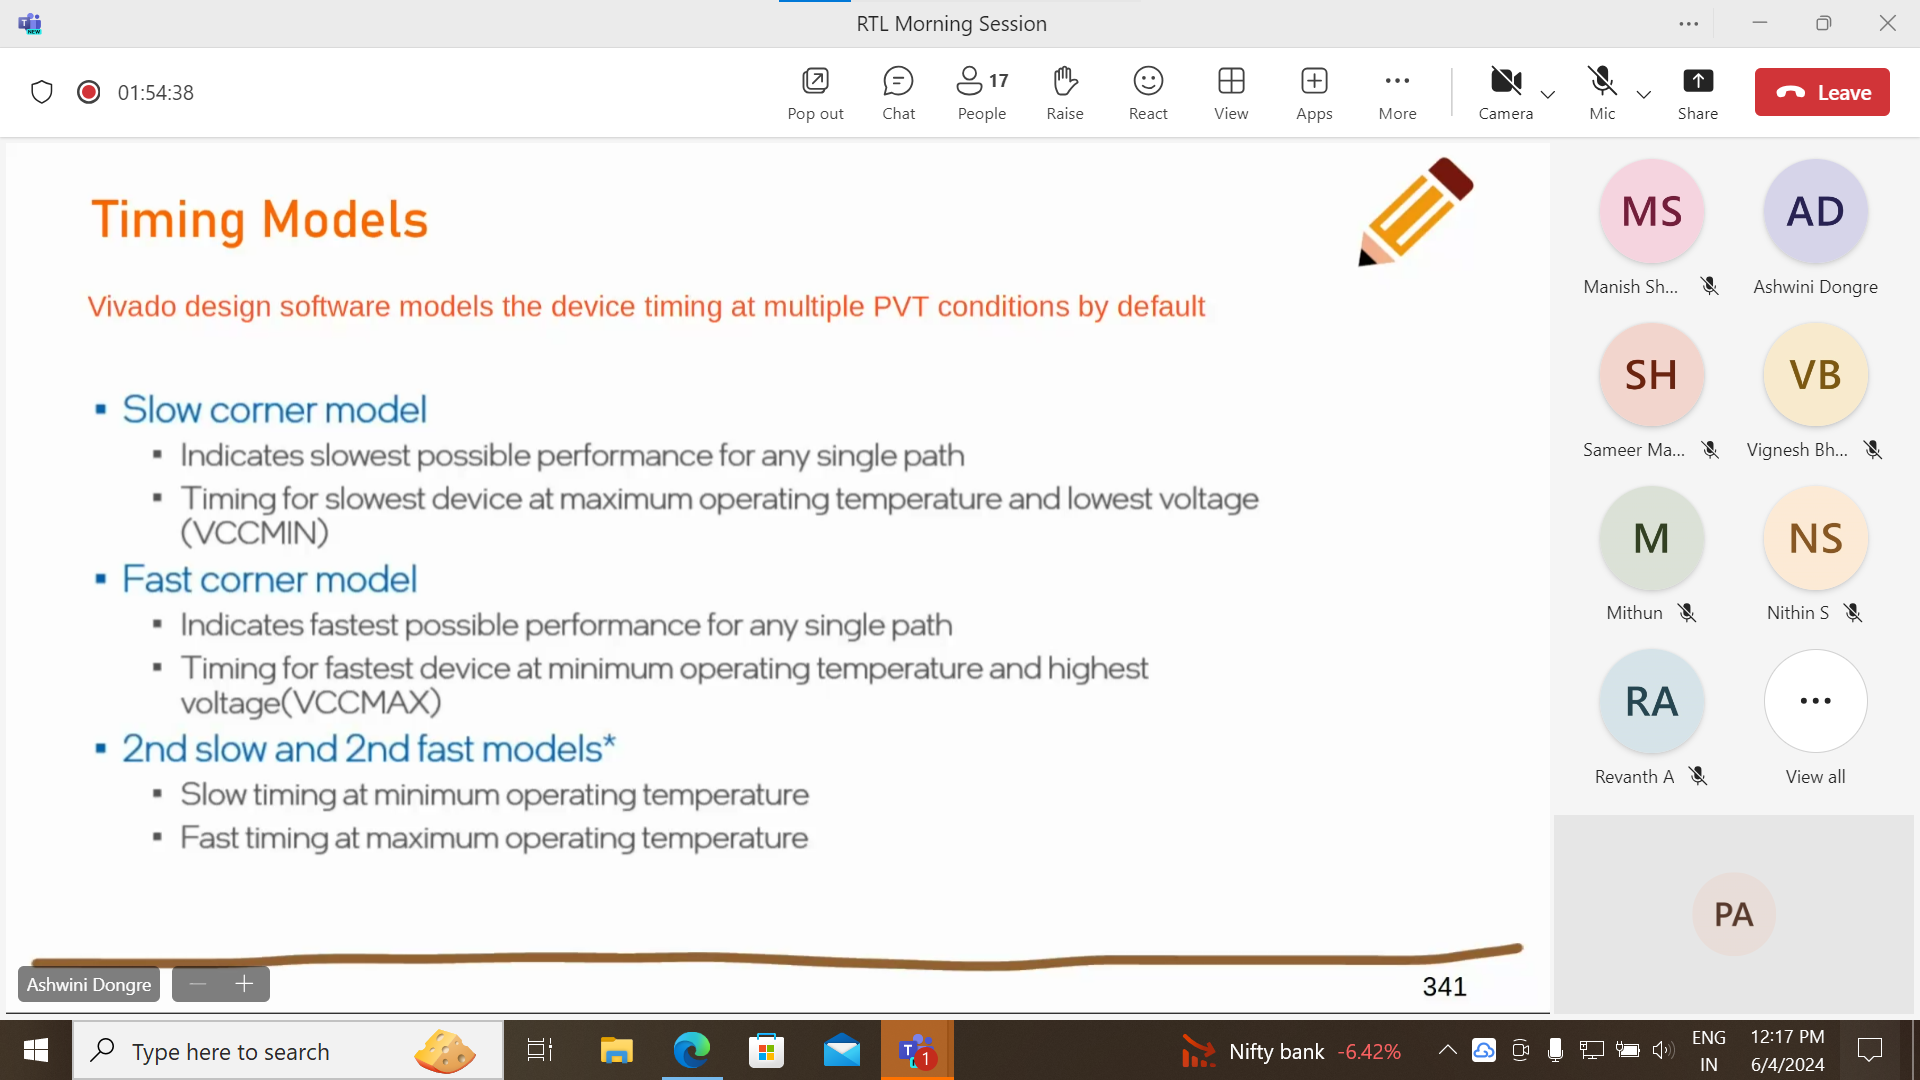 NEW
RTL Morning Session
01:54:38
17
Pop out
Chat
People
Raise
React
View
Apps
More
Camera
Mic
Share
Leave
Timing Models
Vivado design software models the device timing at multiple PVT conditions by default
▪ Slow corner model
▪ Indicates slowest possible performance for any single path
▪ Timing for slowest device at maximum operating temperature and lowest voltage
(VCCMIN)
▪ Fast corner model
▪ Indicates fastest possible performance for any single path
▪ Timing for fastest device at minimum operating temperature and highest
voltage(VCCMAX)
▪ 2nd slow and 2nd fast models*
▪ Slow timing at minimum operating temperature
▪ Fast timing at maximum operating temperature
341
Ashwini Dongre
MS
AD
Manish Sh...
Ashwini Dongre
SH
VB
Sameer Ma...
Vignesh Bh...
M
NS
Mithun
Nithin S
RA
Revanth A
View all
PA
Type here to search
T
1
Nifty bank -6.42%
ENG
IN
12:17 PM
6/4/2024